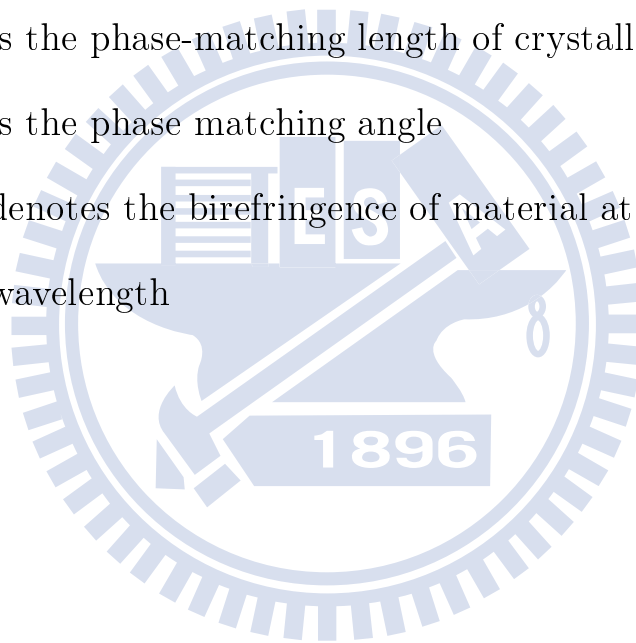 s the phase-matching length of crystall
s the phase matching angle
denotes the birefringence of material at
wavelength
E S A
1896